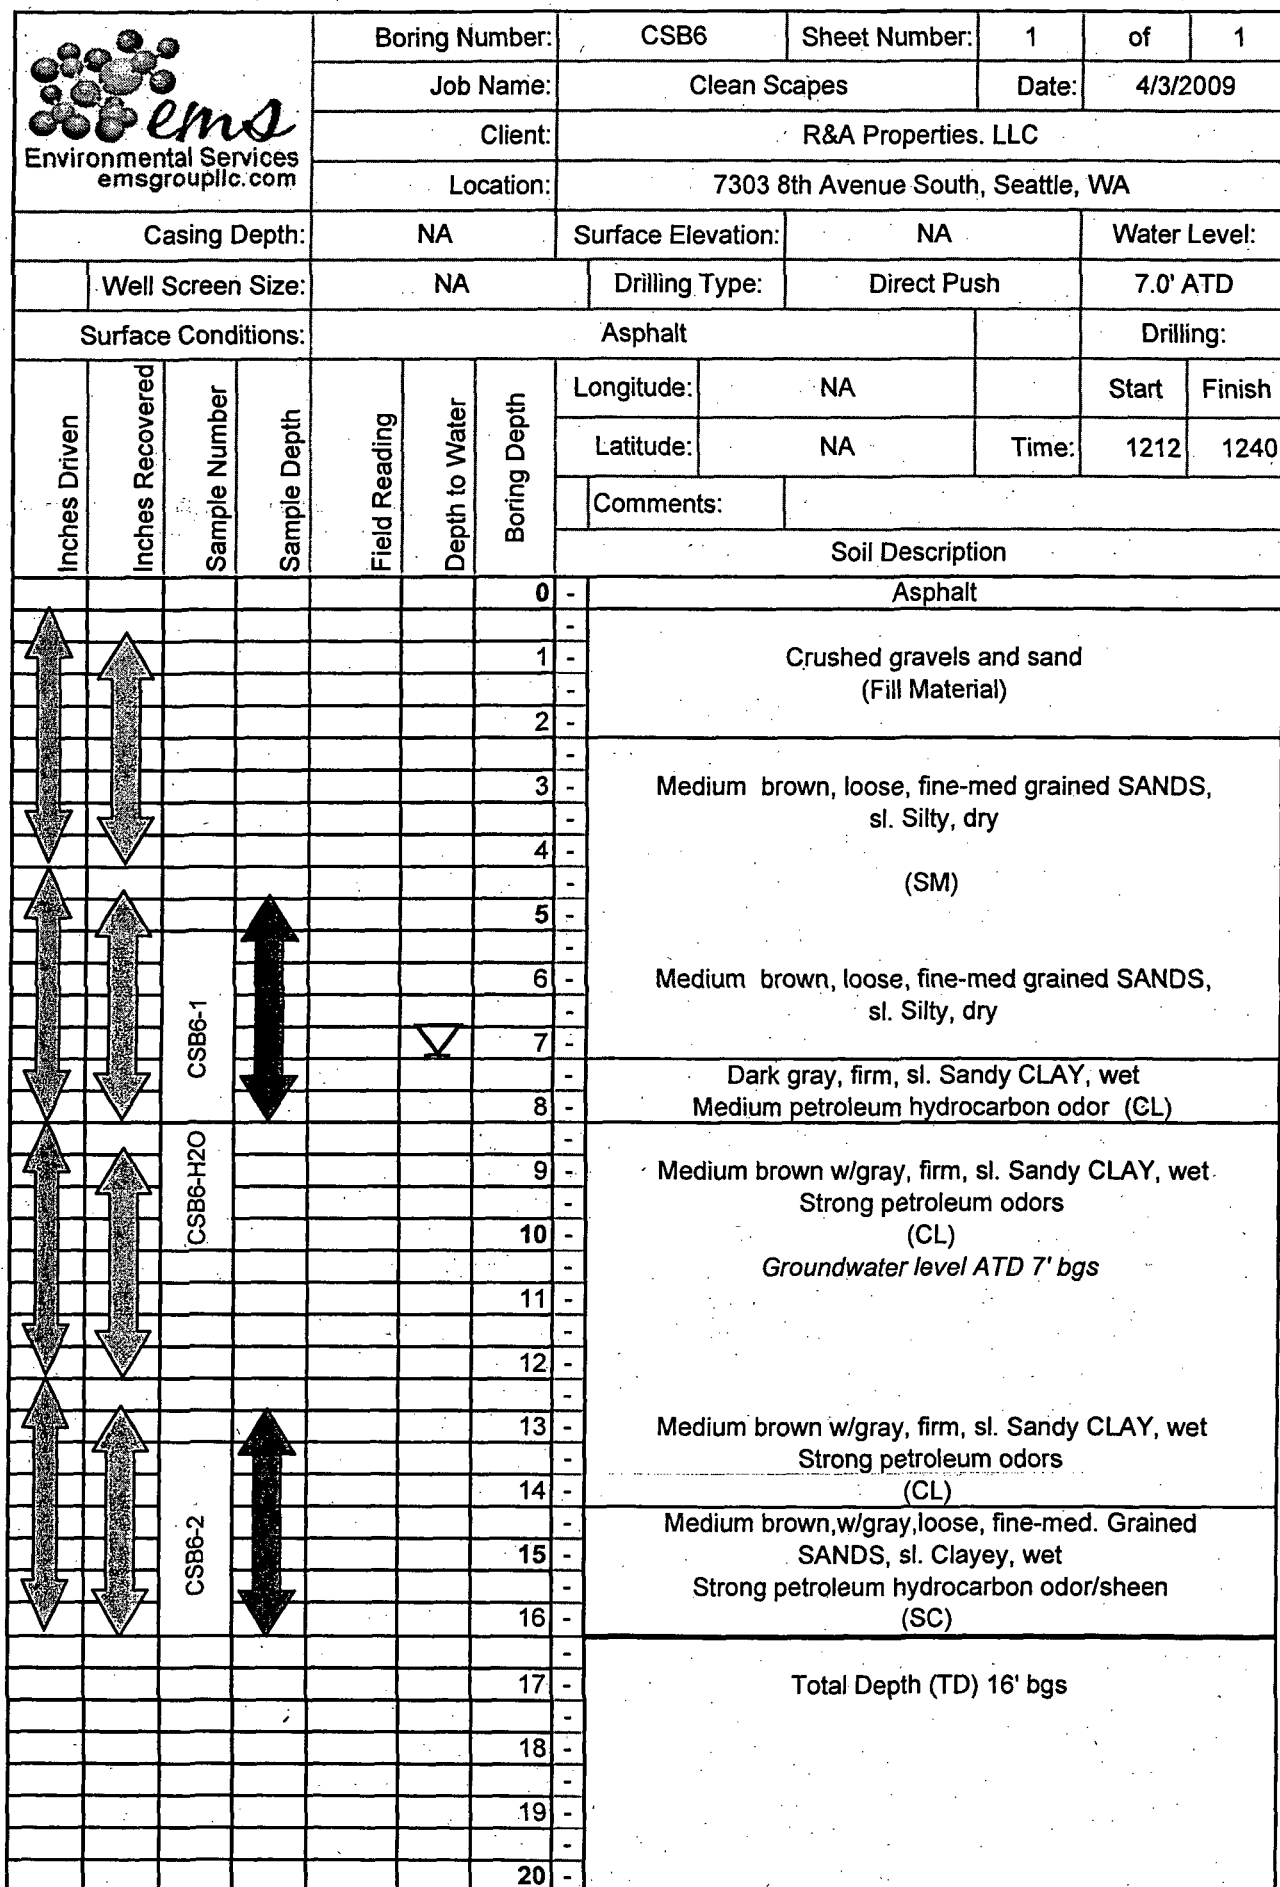 ems
Environmental Services
emsgroupllc.com
Boring Number: CSB6 Sheet Number: 1 of 1
Job Name: Clean Scapes Date: 4/3/2009
Client: R&A Properties. LLC
Location: 7303 8th Avenue South, Seattle, WA
Casing Depth: NA Surface Elevation: NA Water Level:
Well Screen Size: NA Drilling Type: Direct Push 7.0' ATD
Surface Conditions: Asphalt Drilling:
Inches Driven
Inches Recovered
Sample Number
Sample Depth
Field Reading
Depth to Water
Boring Depth
Longitude: NA Start Finish
Latitude: NA Time: 1212 1240
Comments:
Soil Description
0 - Asphalt
-
1 - Crushed gravels and sand
- (Fill Material)
2 -
-
3 - Medium brown, loose, fine-med grained SANDS,
- sl. Silty, dry
4 -
- (SM)
5 -
-
6 - Medium brown, loose, fine-med grained SANDS,
- sl. Silty, dry
CSB6-1
7 -
- Dark gray, firm, sl. Sandy CLAY, wet
8 - Medium petroleum hydrocarbon odor (CL)
-
CSB6-H2O
9 - Medium brown w/gray, firm, sl. Sandy CLAY, wet
- Strong petroleum odors
10 - (CL)
- Groundwater level ATD 7' bgs
11 -
-
12 -
-
13 - Medium brown w/gray, firm, sl. Sandy CLAY, wet
- Strong petroleum odors
14 - (CL)
- Medium brown,w/gray,loose, fine-med. Grained
CSB6-2
15 - SANDS, sl. Clayey, wet
- Strong petroleum hydrocarbon odor/sheen
16 - (SC)
-
17 - Total Depth (TD) 16' bgs
-
18 -
-
19 -
-
20 -